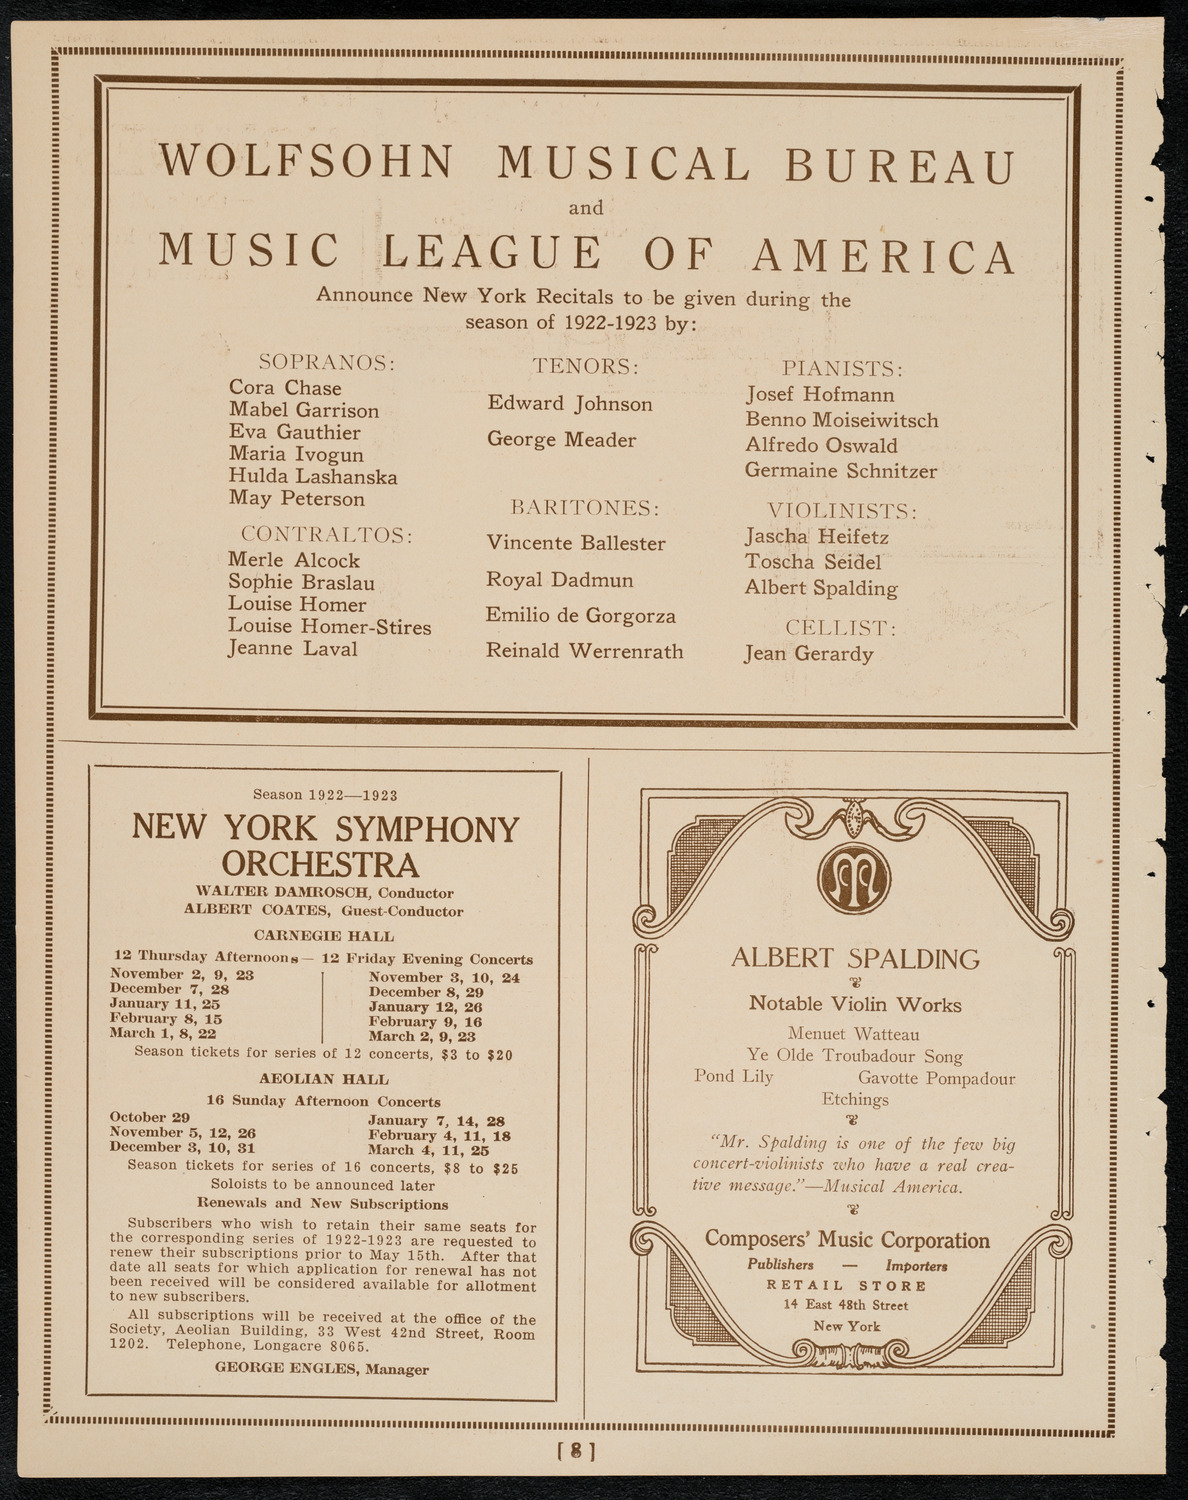 WOLFSOHN MUSICAL BUREAU
and
MUSIC LEAGUE OF AMERICA
Announce New York Recitals to be given during the
season of 1922-1923 by:
SOPRANOS:
Cora Chase
Mabel Garrison
Eva Gauthier
Maria Ivogun
Hulda Lashanska
May Peterson
CONTRALTOS:
Merle Alcock
Sophie Braslau
Louise Homer
Louise Homer-Stires
Jeanne Laval
TENORS:
Edward Johnson
George Meader
BARITONES:
Vincente Ballester
Royal Dadmun
Emilio de Gorgorza
Reinald Werrenrath
PIANISTS:
Josef Hofmann
Benno Moiseiwitsch
Alfredo Oswald
Germaine Schnitzer
VIOLINISTS:
Jascha Heifetz
Toscha Seidel
Albert Spalding
CELLIST:
Jean Gerardy
Season 1922—1923
NEW YORK SYMPHONY
ORCHESTRA
WALTER DAMROSCH, Conductor
ALBERT COATES, Guest-Conductor
CARNEGIE HALL
12 Thursday Afternoons — 12 Friday Evening Concerts
November 2, 9, 23
December 7, 28
January 11, 25
February 8, 15
March 1, 8, 22
November 3, 10, 24
December 8, 29
January 12, 26
February 9, 16
March 2, 9, 23
Season tickets for series of 12 concerts, $3 to $20
AEOLIAN HALL
16 Sunday Afternoon Concerts
October 29
November 5, 12, 26
December 3, 10, 31
January 7, 14, 28
February 4, 11, 18
March 4, 11, 25
Season tickets for series of 16 concerts, $8 to $25
Soloists to be announced later
Renewals and New Subscriptions
Subscribers who wish to retain their same seats for
the corresponding series of 1922-1923 are requested to
renew their subscriptions prior to May 15th. After that
date all seats for which application for renewal has not
been received will be considered available for allotment
to new subscribers.
All subscriptions will be received at the office of the
Society, Aeolian Building, 33 West 42nd Street, Room
1202. Telephone, Longacre 8065.
GEORGE ENGLES, Manager
M
ALBERT SPALDING
Notable Violin Works
Menuet Watteau
Ye Olde Troubadour Song
Pond Lily Gavotte Pompadour
Etchings
"Mr. Spalding is one of the few big
concert-violinists who have a real crea-
tive message."—Musical America.
Composers' Music Corporation
Publishers — Importers
RETAIL STORE
14 East 48th Street
New York
[ 8 ]